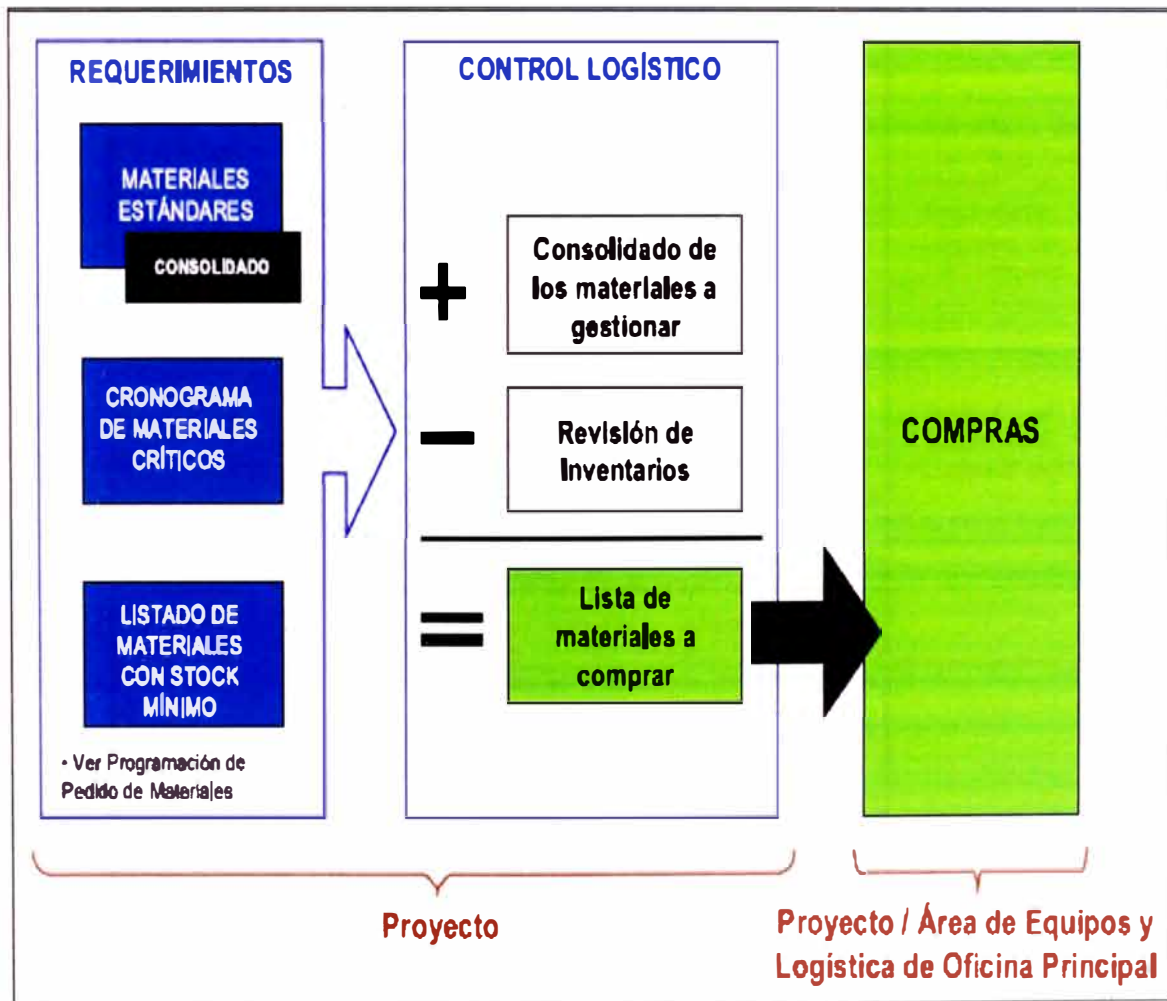 REQUERIMIENTOS
MATERIALES
ESTÁNDARES
CONSOLIDADO
CRONOGRAMA
DE MATERIALES
CRÍTICOS
LISTADO DE
MATERIALES
CON STOCK
MÍNIMO
• Ver Programación de
Pedido de Materiales
CONTROL LOGÍSTICO
+
Consolidado de
los materiales a
gestionar
−
Revisión de
Inventarios
=
Lista de
materiales a
comprar
COMPRAS
Proyecto
Proyecto / Área de Equipos y
Logística de Oficina Principal